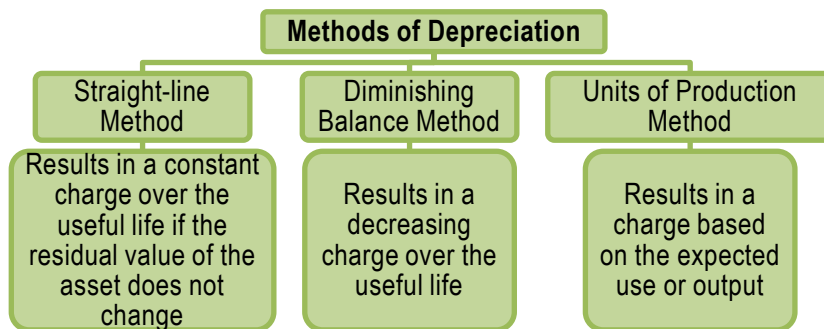 Methods of Depreciation
Straight-line
Method
Diminishing
Balance Method
Units of Production
Method
Results in a constant
charge over the
useful life if the
residual value of the
asset does not
change
Results in a
decreasing
charge over the
useful life
Results in a
charge based
on the expected
use or output